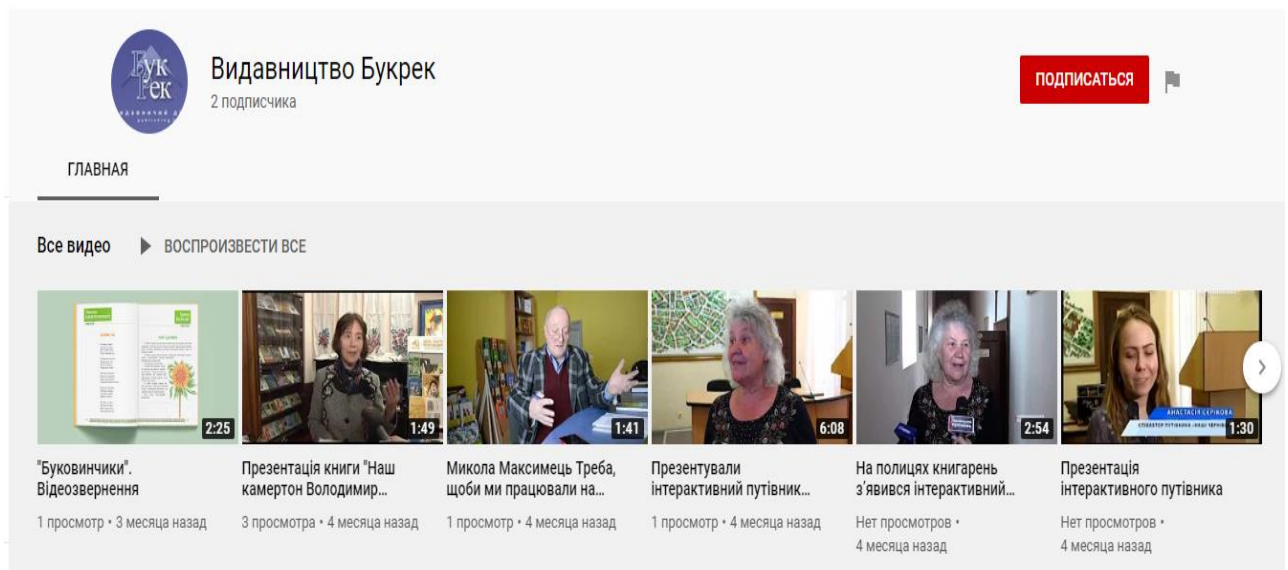 Бук
Рек
Видавництво Букрек
2 подписчика
ПОДПИСАТЬСЯ
ГЛАВНАЯ
Все видео ВОСПРОИЗВЕСТИ ВСЕ
2:25
1:49
1:41
6:08
2:54
АНАСТАСІЯ СЄРІКОВА
1:30
"Буковинчики".
Відеозвернення
1 просмотр • 3 месяца назад
Презентація книги "Наш
камертон Володимир...
3 просмотра • 4 месяца назад
Микола Максимець Треба,
щоби ми працювали на...
1 просмотр • 4 месяца назад
Презентували
інтерактивний путівник...
1 просмотр • 4 месяца назад
На полицях книгарень
з’явився інтерактивний...
Нет просмотров •
4 месяца назад
Презентація
інтерактивного путівника
Нет просмотров •
4 месяца назад